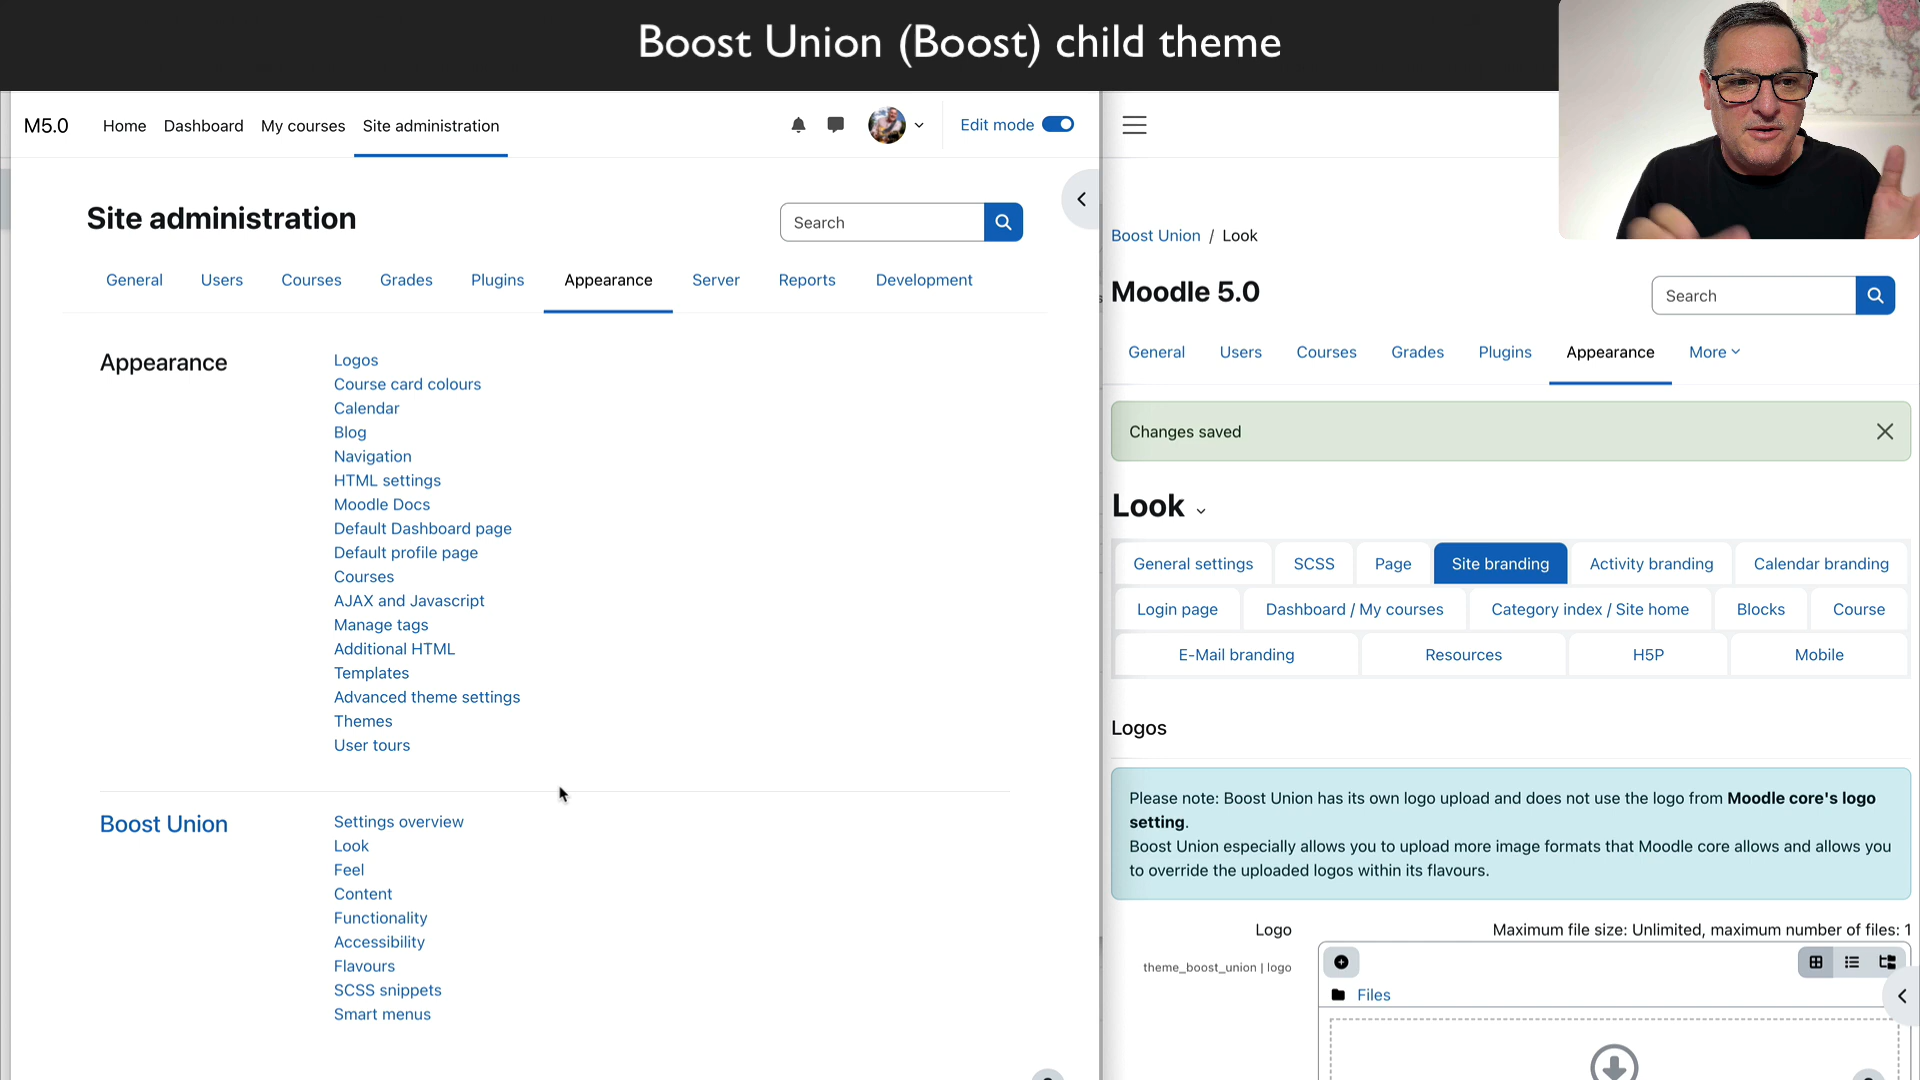 Boost Union (Boost) child theme
M5.0
Home
Dashboard
My courses
Site administration
Edit mode
Site administration
Search
General
Users
Courses
Grades
Plugins
Appearance
Server
Reports
Development
Appearance
Logos
Course card colours
Calendar
Blog
Navigation
HTML settings
Moodle Docs
Default Dashboard page
Default profile page
Courses
AJAX and Javascript
Manage tags
Additional HTML
Templates
Advanced theme settings
Themes
User tours
Boost Union
Settings overview
Look
Feel
Content
Functionality
Accessibility
Flavours
SCSS snippets
Smart menus
Boost Union / Look
Moodle 5.0
Search
General
Users
Courses
Grades
Plugins
Appearance
More
Changes saved
Look
General settings
SCSS
Page
Site branding
Activity branding
Calendar branding
Login page
Dashboard / My courses
Category index / Site home
Blocks
Course
E-Mail branding
Resources
H5P
Mobile
Logos
Please note: Boost Union has its own logo upload and does not use the logo from Moodle core's logo
setting.
Boost Union especially allows you to upload more image formats that Moodle core allows and allows you
to override the uploaded logos within its flavours.
Logo
theme_boost_union | logo
Maximum file size: Unlimited, maximum number of files: 1
Files